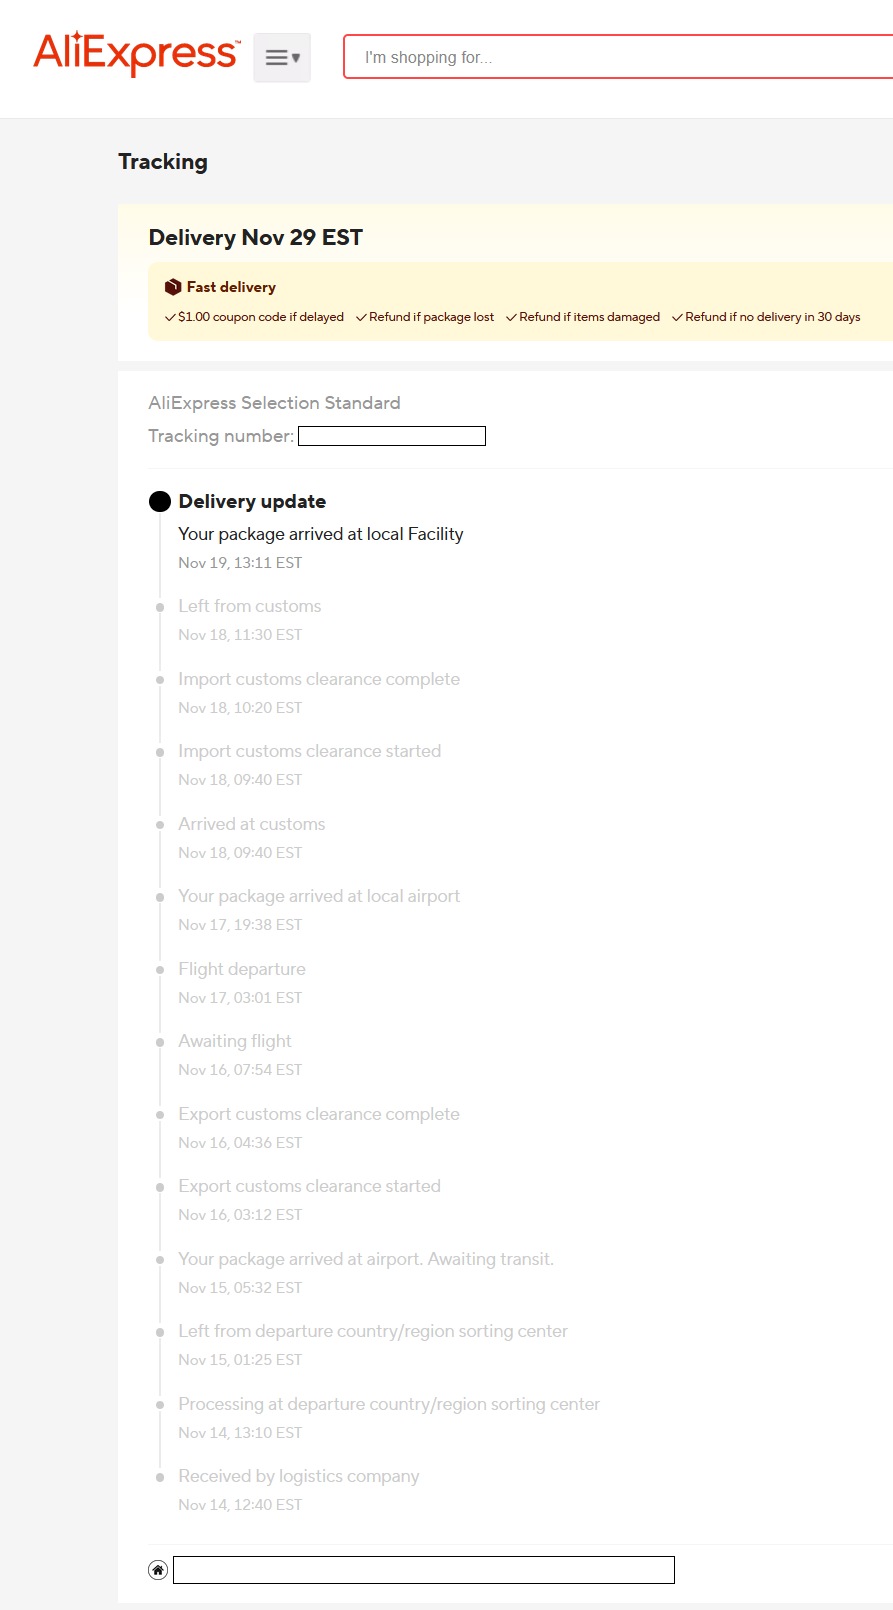 AliExpress™
I'm shopping for...
Tracking
Delivery Nov 29 EST
Fast delivery
$1.00 coupon code if delayed Refund if package lost Refund if items damaged Refund if no delivery in 30 days
AliExpress Selection Standard
Tracking number:
Delivery update
Your package arrived at local Facility
Nov 19, 13:11 EST
Left from customs
Nov 18, 11:30 EST
Import customs clearance complete
Nov 18, 10:20 EST
Import customs clearance started
Nov 18, 09:40 EST
Arrived at customs
Nov 18, 09:40 EST
Your package arrived at local airport
Nov 17, 19:38 EST
Flight departure
Nov 17, 03:01 EST
Awaiting flight
Nov 16, 07:54 EST
Export customs clearance complete
Nov 16, 04:36 EST
Export customs clearance started
Nov 16, 03:12 EST
Your package arrived at airport. Awaiting transit.
Nov 15, 05:32 EST
Left from departure country/region sorting center
Nov 15, 01:25 EST
Processing at departure country/region sorting center
Nov 14, 13:10 EST
Received by logistics company
Nov 14, 12:40 EST